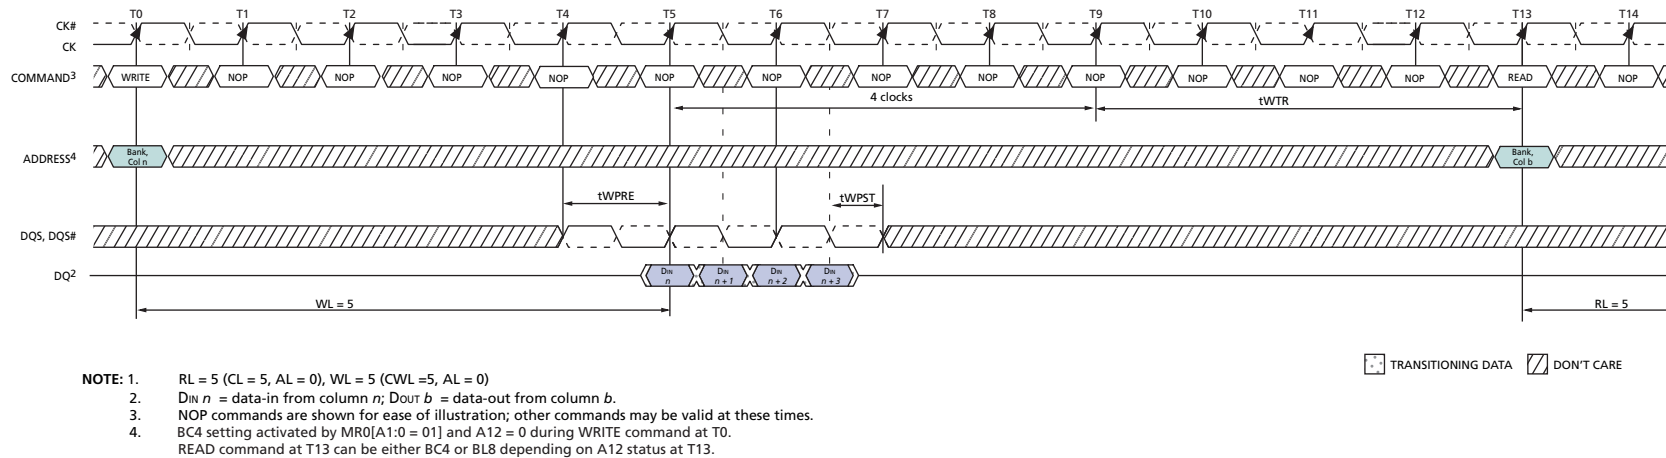 T0 T1 T2 T3 T4 T5 T6 T7 T8 T9 T10 T11 T12 T13 T14
CK#
CK
COMMAND3 WRITE NOP NOP NOP NOP NOP NOP NOP NOP NOP NOP NOP NOP READ NOP
4 clocks tWTR
ADDRESS4 Bank, Col n Bank, Col b
tWPRE tWPST
DQS, DQS#
DQ2 DIN n DIN n + 1 DIN n + 2 DIN n + 3
WL = 5 RL = 5
TRANSITIONING DATA DON'T CARE
NOTE: 1. RL = 5 (CL = 5, AL = 0), WL = 5 (CWL =5, AL = 0)
2. DIN n = data-in from column n; DOUT b = data-out from column b.
3. NOP commands are shown for ease of illustration; other commands may be valid at these times.
4. BC4 setting activated by MR0[A1:0 = 01] and A12 = 0 during WRITE command at T0.
READ command at T13 can be either BC4 or BL8 depending on A12 status at T13.